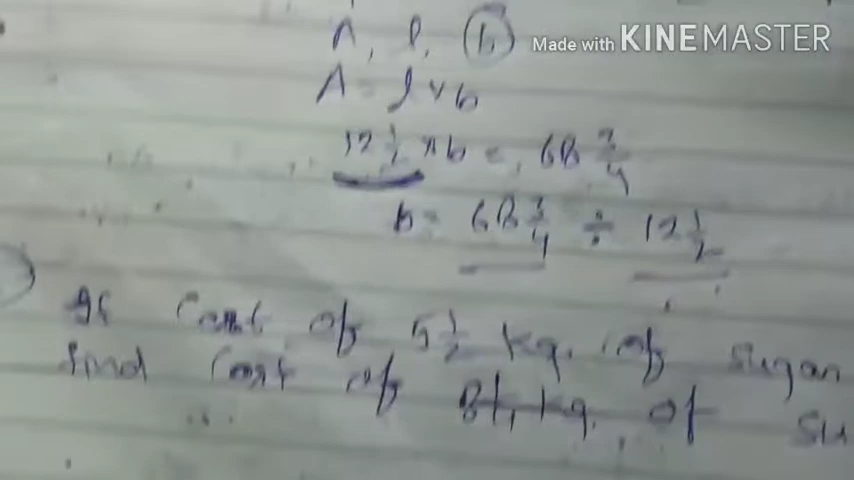 A, l, b
Made with KINEMASTER
A = l × b
12 1/2 × b = 68 3/4
b = 68 3/4 ÷ 12 1/2
If Cost of 5 1/2 kg. of sugar
find Cost of kg. of